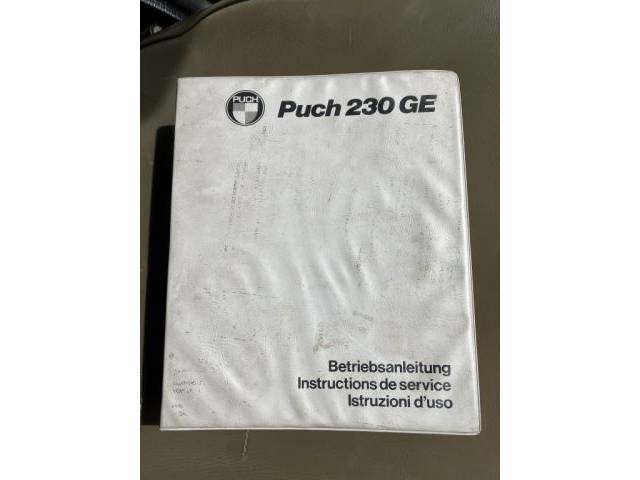 PUCH
Puch 230 GE
Betriebsanleitung
Instructions de service
Istruzioni d'uso